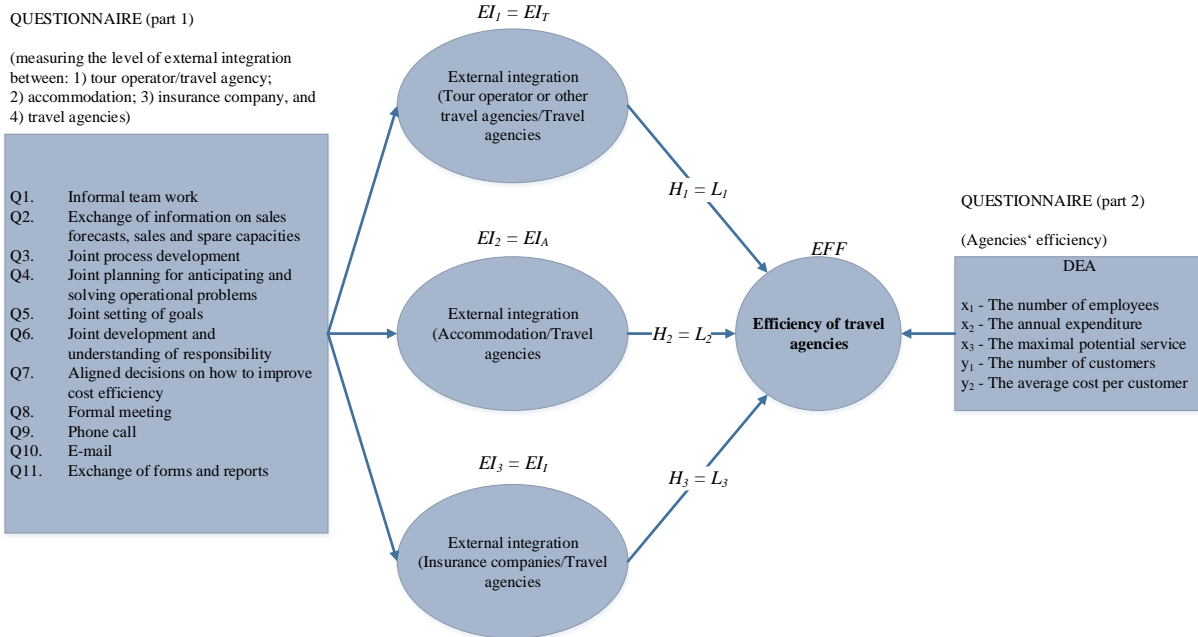 QUESTIONNAIRE (part 1)
(measuring the level of external integration
between: 1) tour operator/travel agency;
2) accommodation; 3) insurance company, and
4) travel agencies)
Q1. Informal team work
Q2. Exchange of information on sales
forecasts, sales and spare capacities
Q3. Joint process development
Q4. Joint planning for anticipating and
solving operational problems
Q5. Joint setting of goals
Q6. Joint development and
understanding of responsibility
Q7. Aligned decisions on how to improve
cost efficiency
Q8. Formal meeting
Q9. Phone call
Q10. E-mail
Q11. Exchange of forms and reports
EI₁ = EI_T
External integration
(Tour operator or other
travel agencies/Travel
agencies
EI₂ = EI_A
External integration
(Accommodation/Travel
agencies
EI₃ = EI_I
External integration
(Insurance companies/Travel
agencies
H₁ = L₁
H₂ = L₂
H₃ = L₃
EFF
Efficiency of travel
agencies
QUESTIONNAIRE (part 2)
(Agencies‘ efficiency)
DEA
x₁ - The number of employees
x₂ - The annual expenditure
x₃ - The maximal potential service
y₁ - The number of customers
y₂ - The average cost per customer